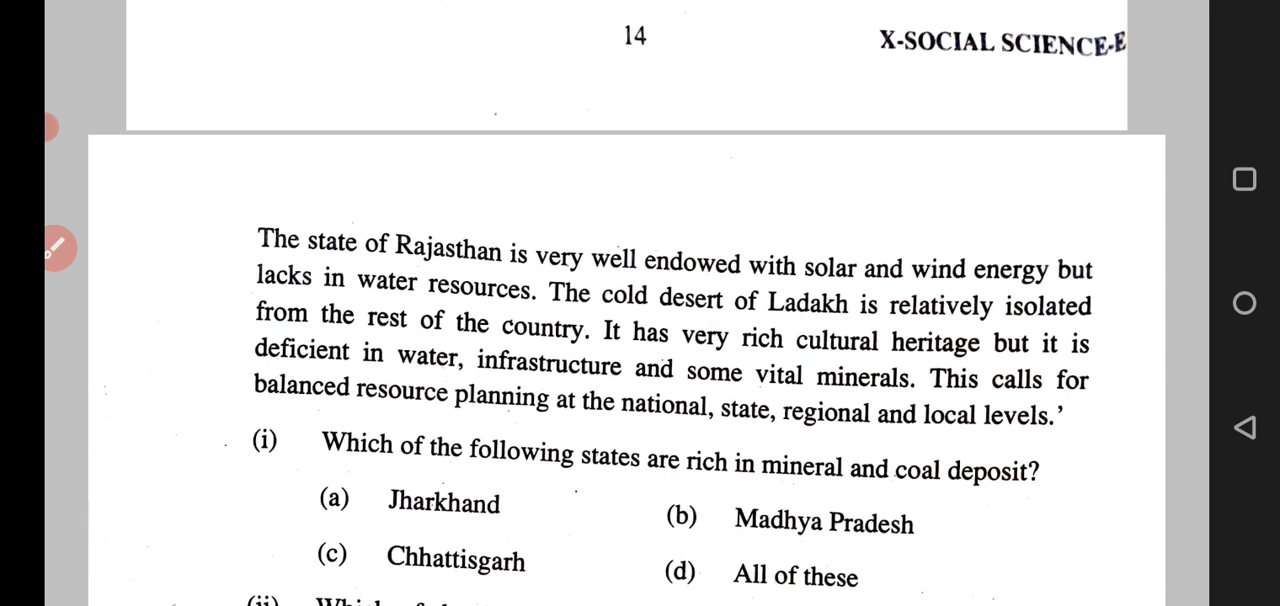 14
X-SOCIAL SCIENCE-E
The state of Rajasthan is very well endowed with solar and wind energy but
lacks in water resources. The cold desert of Ladakh is relatively isolated
from the rest of the country. It has very rich cultural heritage but it is
deficient in water, infrastructure and some vital minerals. This calls for
balanced resource planning at the national, state, regional and local levels.’
(i) Which of the following states are rich in mineral and coal deposit?
(a) Jharkhand (b) Madhya Pradesh
(c) Chhattisgarh (d) All of these
(ii) Which of